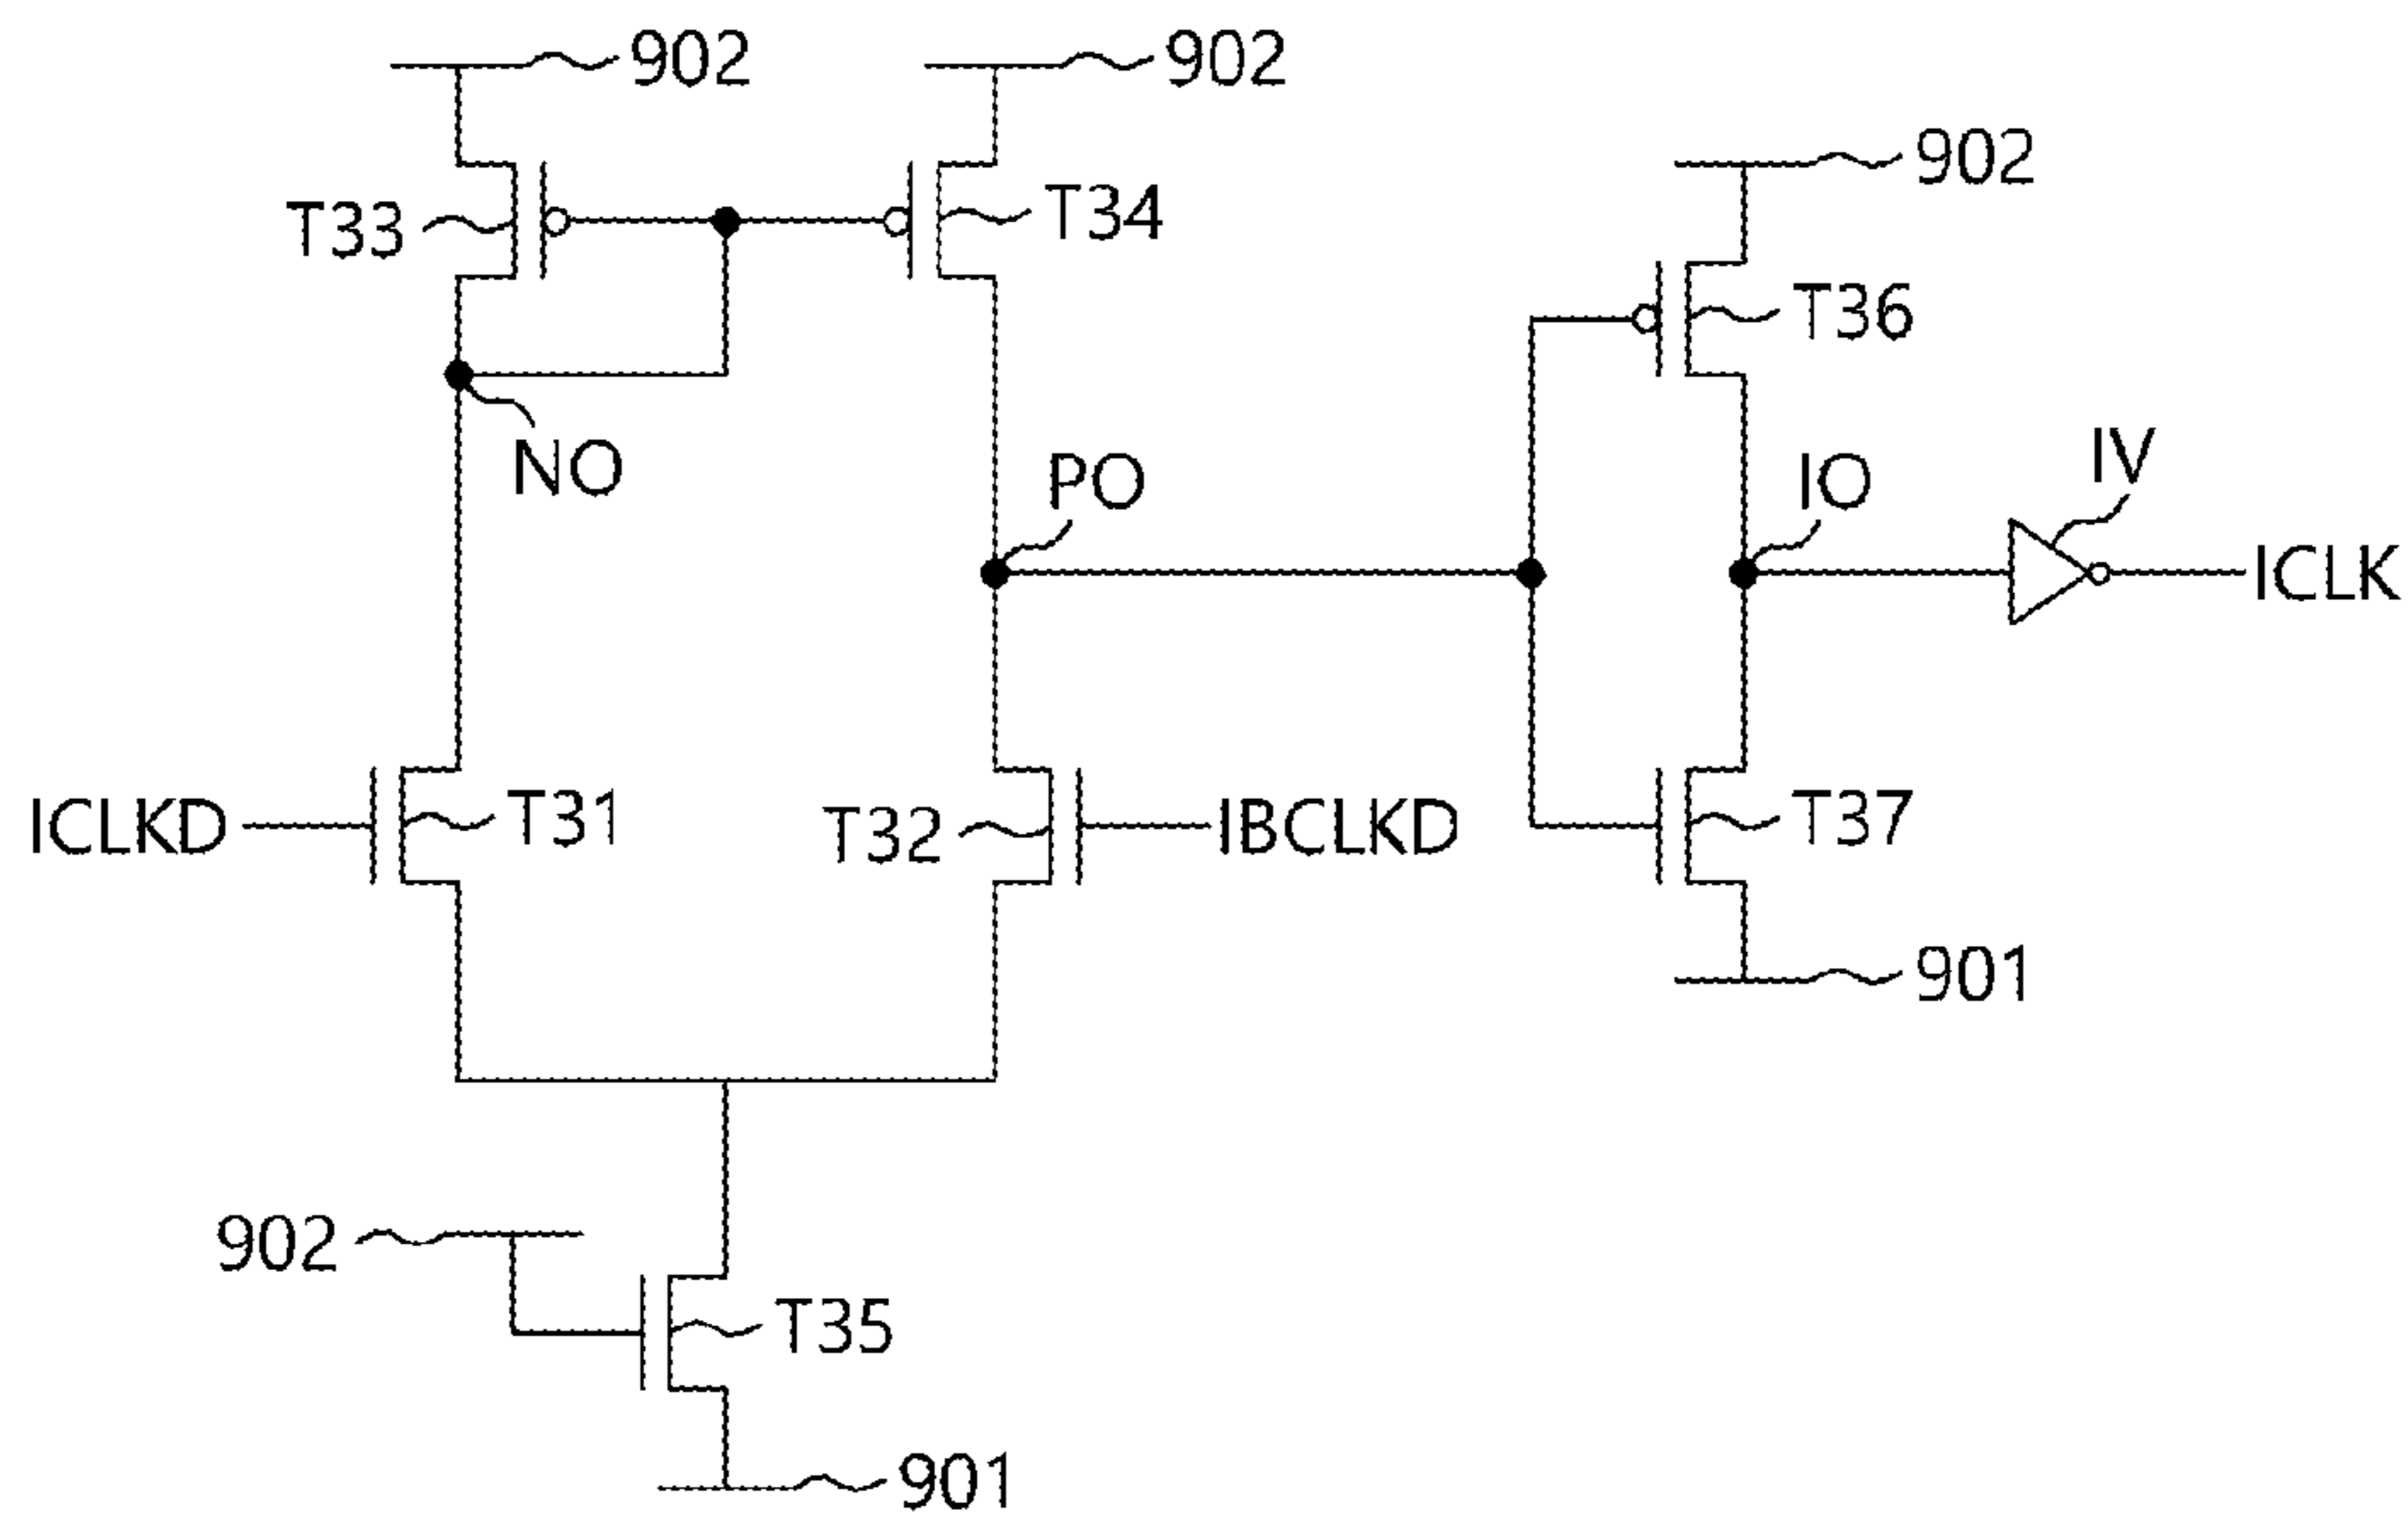 902 902
902
T33 T34
T36
NO PO IO IV
ICLK
ICLKD T31 T32 IBCLKD T37
901
902
T35
901